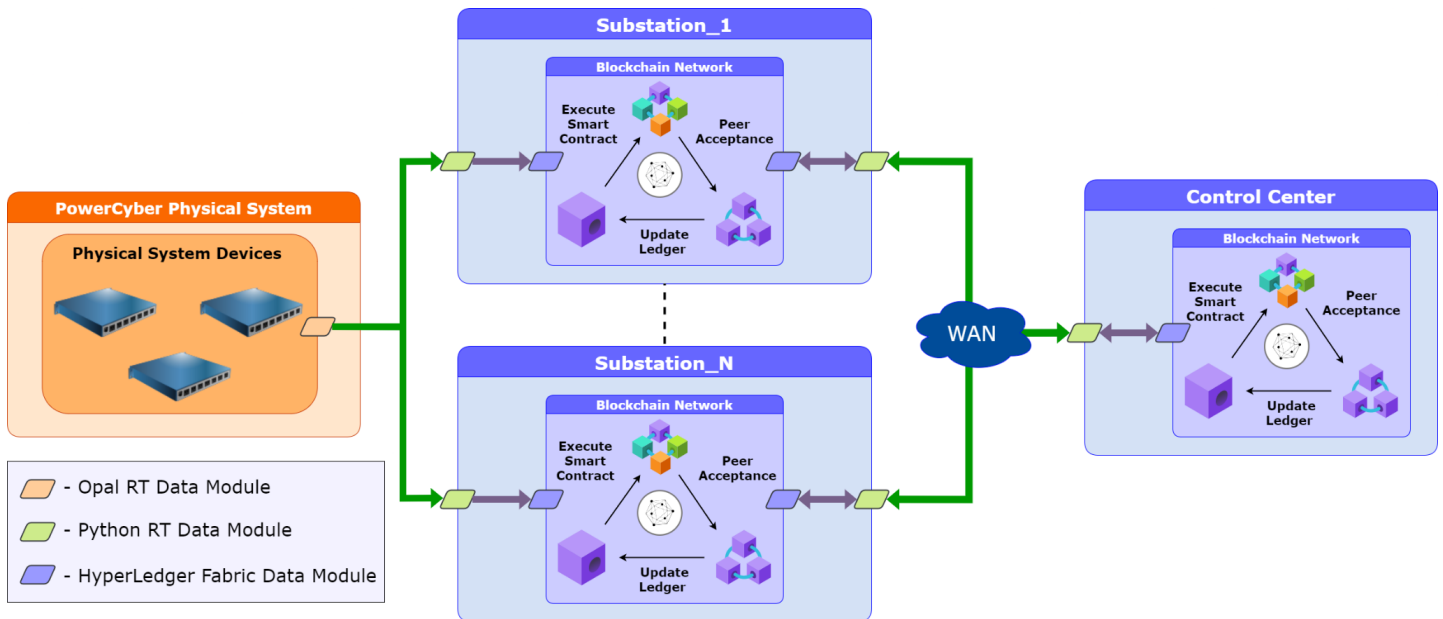 Substation_1
Blockchain Network
Execute
Smart
Contract
Peer
Acceptance
Update
Ledger
PowerCyber Physical System
Physical System Devices
Substation_N
Blockchain Network
Execute
Smart
Contract
Peer
Acceptance
Update
Ledger
WAN
Control Center
Blockchain Network
Execute
Smart
Contract
Peer
Acceptance
Update
Ledger
- Opal RT Data Module
- Python RT Data Module
- HyperLedger Fabric Data Module